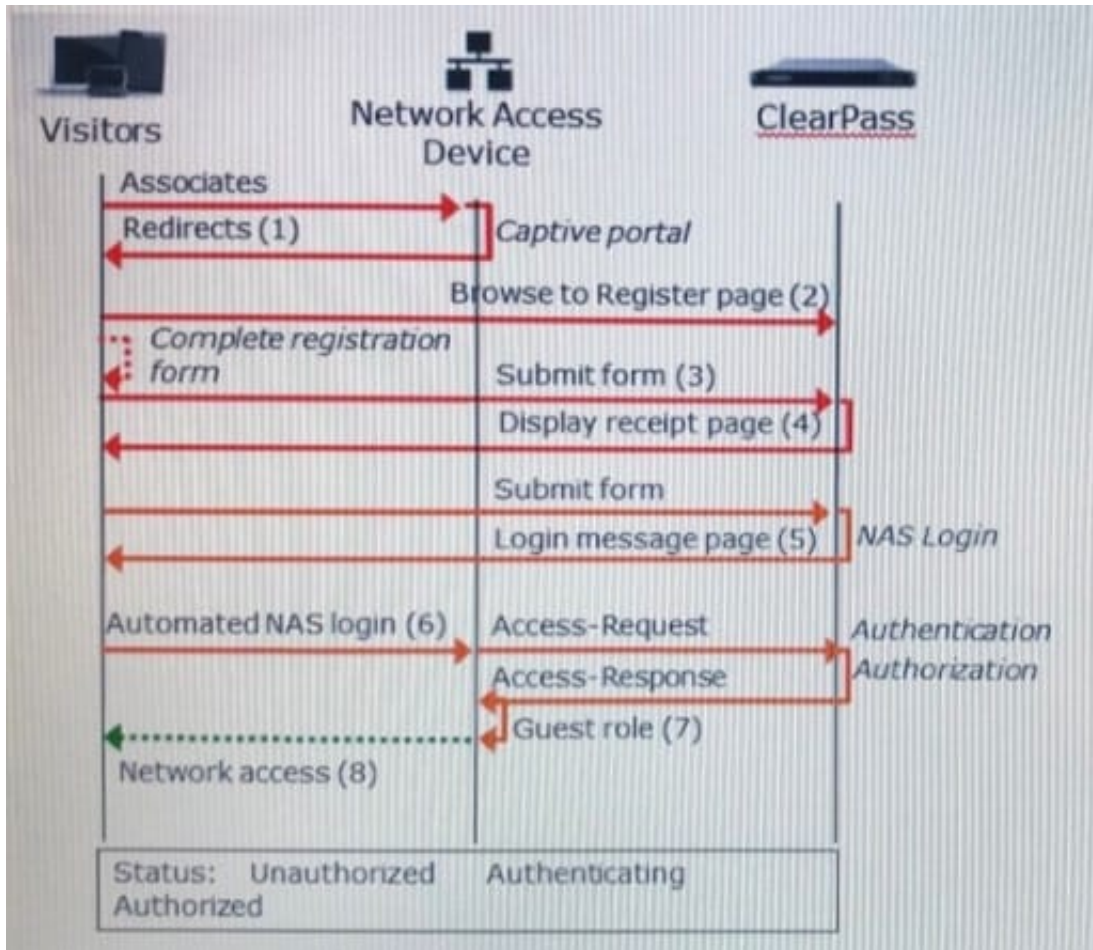 Visitors
Network Access
Device
ClearPass
Associates
Redirects (1)
Captive portal
Browse to Register page (2)
Complete registration
form
Submit form (3)
Display receipt page (4)
Submit form
Login message page (5)
NAS Login
Automated NAS login (6)
Access-Request
Authentication
Access-Response
Authorization
Guest role (7)
Network access (8)
Status: Unauthorized Authenticating
Authorized